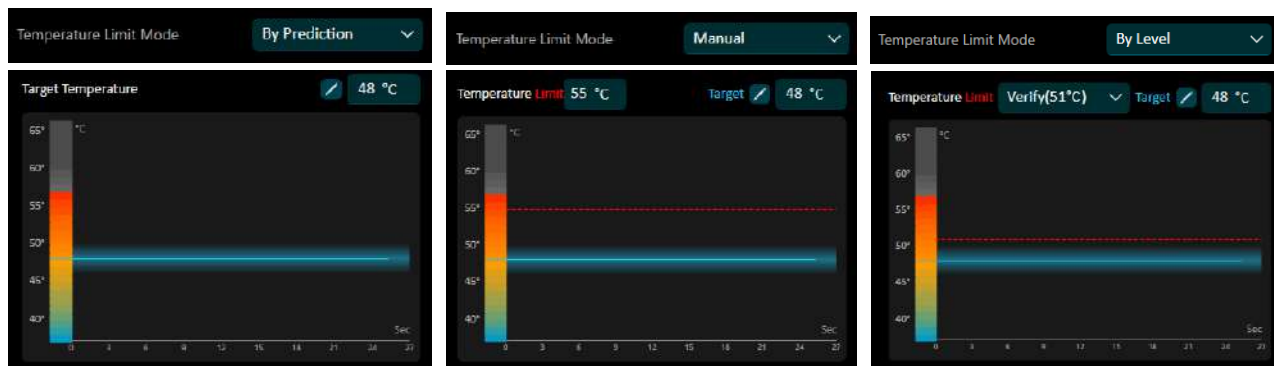 Temperature Limit Mode By Prediction
Target Temperature 48 °C
65° °C
60°
55°
50°
45°
40°
Sec
0 3 6 9 12 15 18 21 24 27
Temperature Limit Mode Manual
Temperature Limit 55 °C Target 48 °C
65° °C
60°
55°
50°
45°
40°
Sec
0 3 6 9 12 15 18 21 24 27
Temperature Limit Mode By Level
Temperature Limit Verify(51°C) Target 48 °C
65° °C
60°
55°
50°
45°
40°
Sec
0 3 6 9 12 15 18 21 24 27